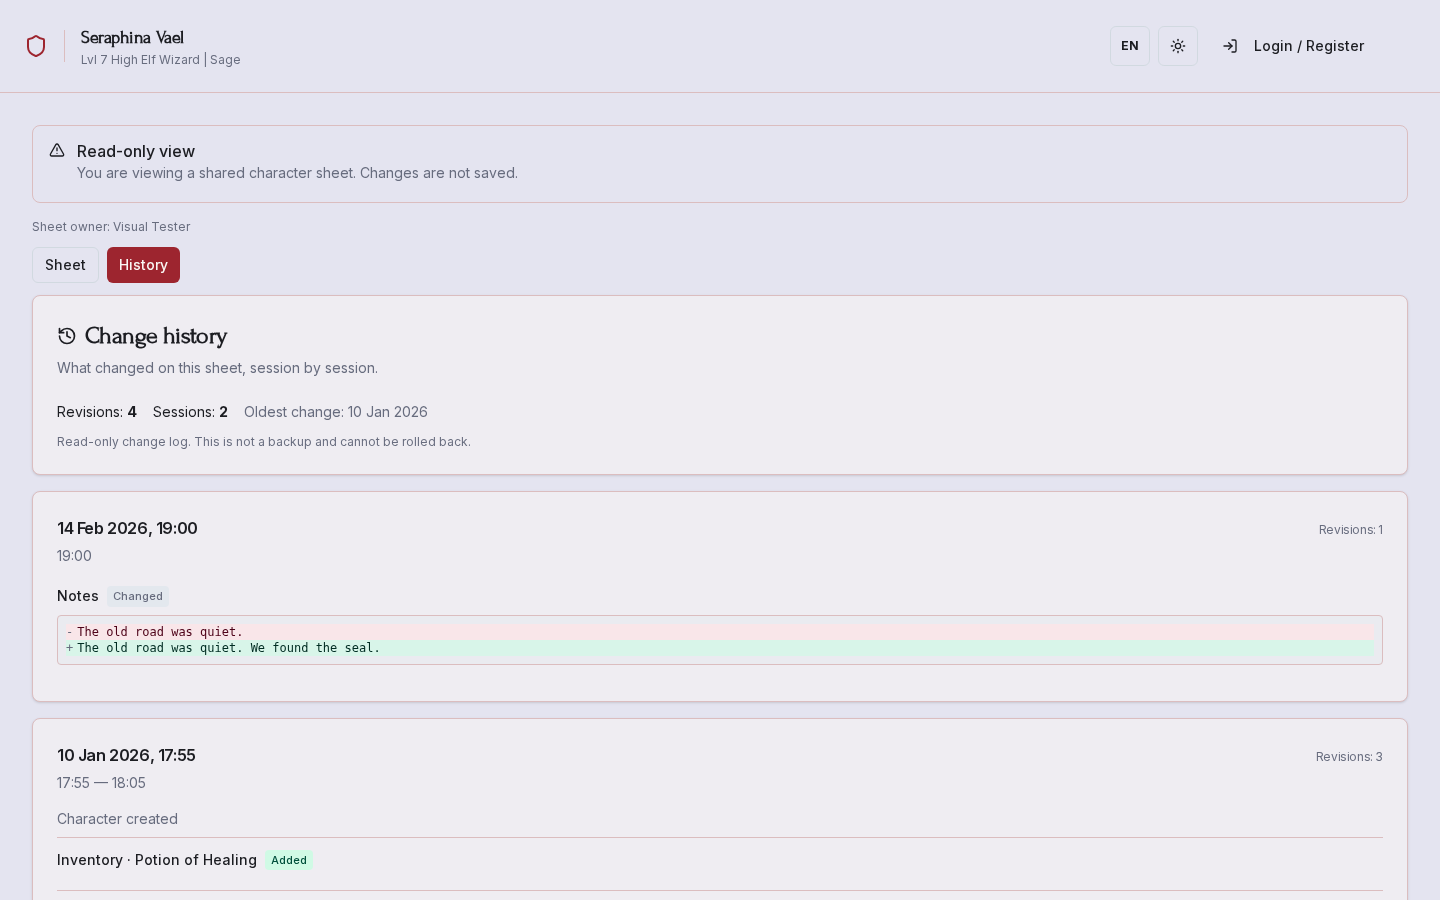 Seraphina Vael
Lvl 7 High Elf Wizard | Sage
EN
Login / Register
Read-only view
You are viewing a shared character sheet. Changes are not saved.
Sheet owner: Visual Tester
Sheet
History
Change history
What changed on this sheet, session by session.
Revisions: 4 Sessions: 2 Oldest change: 10 Jan 2026
Read-only change log. This is not a backup and cannot be rolled back.
14 Feb 2026, 19:00
Revisions: 1
19:00
Notes Changed
- The old road was quiet.
+ The old road was quiet. We found the seal.
10 Jan 2026, 17:55
Revisions: 3
17:55 — 18:05
Character created
Inventory · Potion of Healing Added